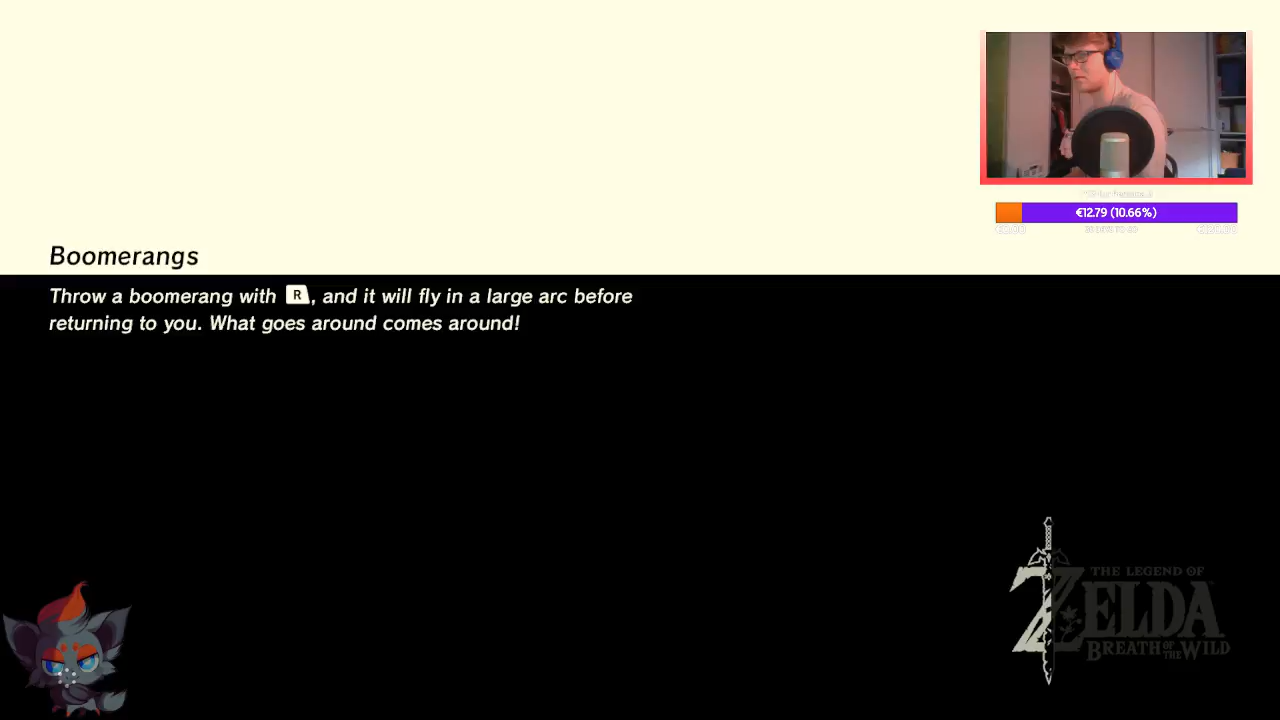 Boomerangs
Throw a boomerang with R, and it will fly in a large arc before
returning to you. What goes around comes around!
€12.79 (10.66%)
THE LEGEND OF
ZELDA
BREATH OF THE WILD